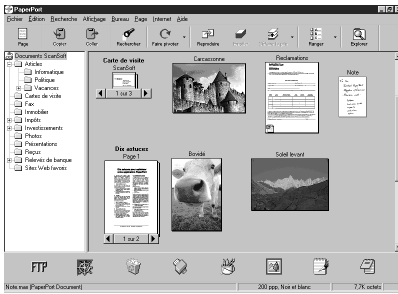 PaperPort
Fichier Édition Recherche Affichage Bureau Page Internet Aide
Page Copier Coller Rechercher Faire pivoter Reproduire Ranger Explorer
Documents ScanSoft
Articles
Informatique
Politique
Vacances
Cartes de visite
Fax
Immobilier
Impôts
Investissements
Photos
Présentations
Reçus
Relevés de banque
Sites Web favoris
Carte de visite
ScanSoft
1 sur 3
Carcassonne
Réclamations
Note
Dix astuces
Page 1
1 sur 2
Bovidé
Soleil levant
FTP
Note.max (PaperPort Document)
200 ppp, Noir et blanc
7,7K octets